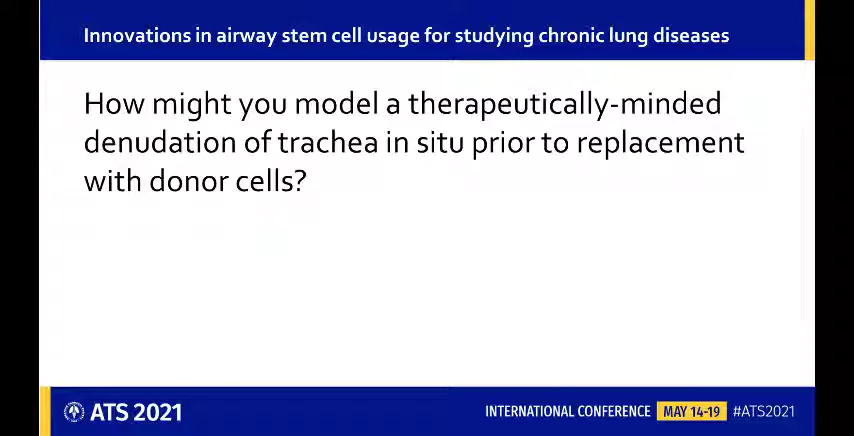 Innovations in airway stem cell usage for studying chronic lung diseases
How might you model a therapeutically-minded
denudation of trachea in situ prior to replacement
with donor cells?
ATS 2021
INTERNATIONAL CONFERENCE MAY 14-19 #ATS2021